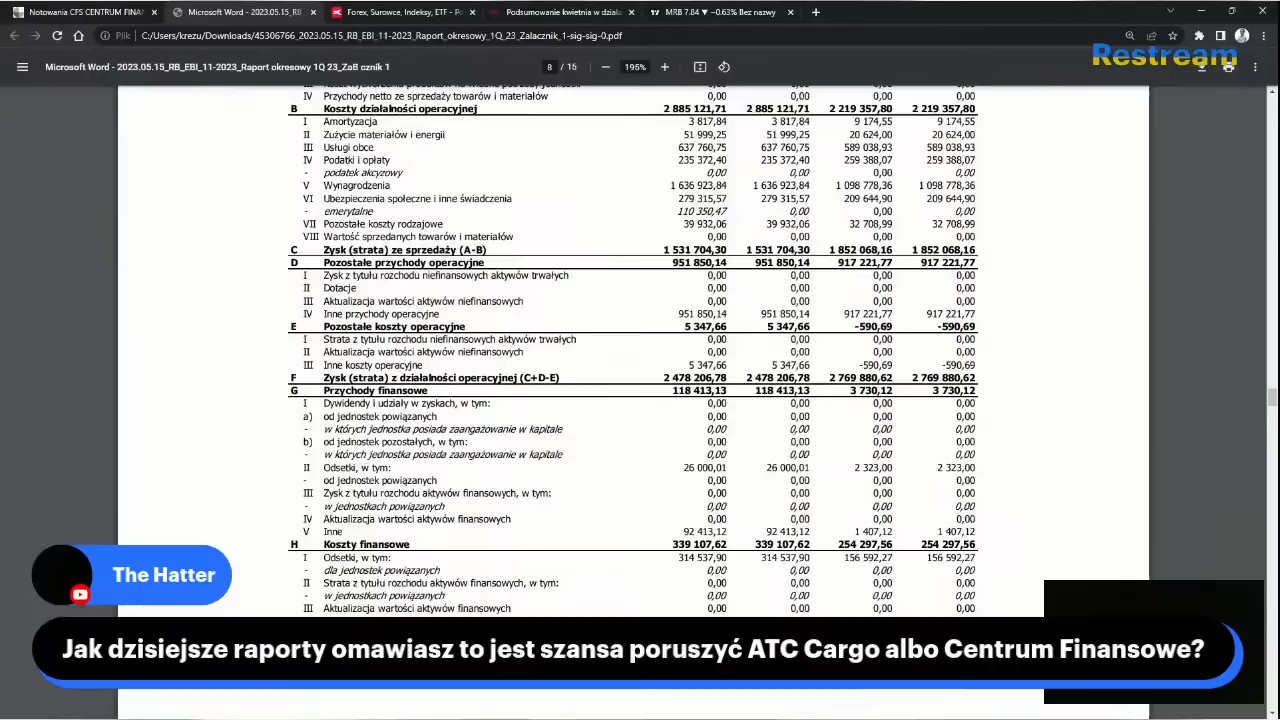 Notowania CFS CENTRUM FINAN
Microsoft Word - 2023.05.15_RB_
Forex, Surowce, Indeksy, ETF - Po
Podsumowanie kwietnia w działa
MRB 7.84 ▼ −0.63% Bez nazwy
Plik | C:/Users/krezu/Downloads/45306766_2023.05.15_RB_EBI_11-2023_Raport_okresowy_1Q_23_Zalacznik_1-sig-sig-0.pdf
Restream
Microsoft Word - 2023.05.15_RB_EBI_11-2023_Raport okresowy 1Q 23_ZaB cznik 1
8 / 15
195%
IV Przychody netto ze sprzedaży towarów i materiałów 0,00 0,00 0,00 0,00
B Koszty działalności operacyjnej 2 885 121,71 2 885 121,71 2 219 357,80 2 219 357,80
I Amortyzacja 3 817,84 3 817,84 9 174,55 9 174,55
II Zużycie materiałów i energii 51 999,25 51 999,25 20 624,00 20 624,00
III Usługi obce 637 760,75 637 760,75 589 038,93 589 038,93
IV Podatki i opłaty 235 372,40 235 372,40 259 388,07 259 388,07
- podatek akcyzowy 0,00 0,00 0,00 0,00
V Wynagrodzenia 1 636 923,84 1 636 923,84 1 098 778,36 1 098 778,36
VI Ubezpieczenia społeczne i inne świadczenia 279 315,57 279 315,57 209 644,90 209 644,90
- emerytalne 110 350,47 0,00 0,00 0,00
VII Pozostałe koszty rodzajowe 39 932,06 39 932,06 32 708,99 32 708,99
VIII Wartość sprzedanych towarów i materiałów 0,00 0,00 0,00 0,00
C Zysk (strata) ze sprzedaży (A-B) 1 531 704,30 1 531 704,30 1 852 068,16 1 852 068,16
D Pozostałe przychody operacyjne 951 850,14 951 850,14 917 221,77 917 221,77
I Zysk z tytułu rozchodu niefinansowych aktywów trwałych 0,00 0,00 0,00 0,00
II Dotacje 0,00 0,00 0,00 0,00
III Aktualizacja wartości aktywów niefinansowych 0,00 0,00 0,00 0,00
IV Inne przychody operacyjne 951 850,14 951 850,14 917 221,77 917 221,77
E Pozostałe koszty operacyjne 5 347,66 5 347,66 -590,69 -590,69
I Strata z tytułu rozchodu niefinansowych aktywów trwałych 0,00 0,00 0,00 0,00
II Aktualizacja wartości aktywów niefinansowych 0,00 0,00 0,00 0,00
III Inne koszty operacyjne 5 347,66 5 347,66 -590,69 -590,69
F Zysk (strata) z działalności operacyjnej (C+D-E) 2 478 206,78 2 478 206,78 2 769 880,62 2 769 880,62
G Przychody finansowe 118 413,13 118 413,13 3 730,12 3 730,12
I Dywidendy i udziały w zyskach, w tym: 0,00 0,00 0,00 0,00
a) od jednostek powiązanych 0,00 0,00 0,00 0,00
- w których jednostka posiada zaangażowanie w kapitale 0,00 0,00 0,00 0,00
b) od jednostek pozostałych, w tym: 0,00 0,00 0,00 0,00
- w których jednostka posiada zaangażowanie w kapitale 0,00 0,00 0,00 0,00
II Odsetki, w tym: 26 000,01 26 000,01 2 323,00 2 323,00
- od jednostek powiązanych 0,00 0,00 0,00 0,00
III Zysk z tytułu rozchodu aktywów finansowych, w tym: 0,00 0,00 0,00 0,00
- w jednostkach powiązanych 0,00 0,00 0,00 0,00
IV Aktualizacja wartości aktywów finansowych 0,00 0,00 0,00 0,00
V Inne 92 413,12 92 413,12 1 407,12 1 407,12
H Koszty finansowe 339 107,62 339 107,62 254 297,56 254 297,56
I Odsetki, w tym: 314 537,90 314 537,90 156 592,27 156 592,27
- dla jednostek powiązanych 0,00 0,00 0,00 0,00
II Strata z tytułu rozchodu aktywów finansowych, w tym: 0,00 0,00 0,00 0,00
- w jednostkach powiązanych 0,00 0,00 0,00 0,00
III Aktualizacja wartości aktywów finansowych 0,00 0,00 0,00 0,00
The Hatter
Jak dzisiejsze raporty omawiasz to jest szansa poruszyć ATC Cargo albo Centrum Finansowe?